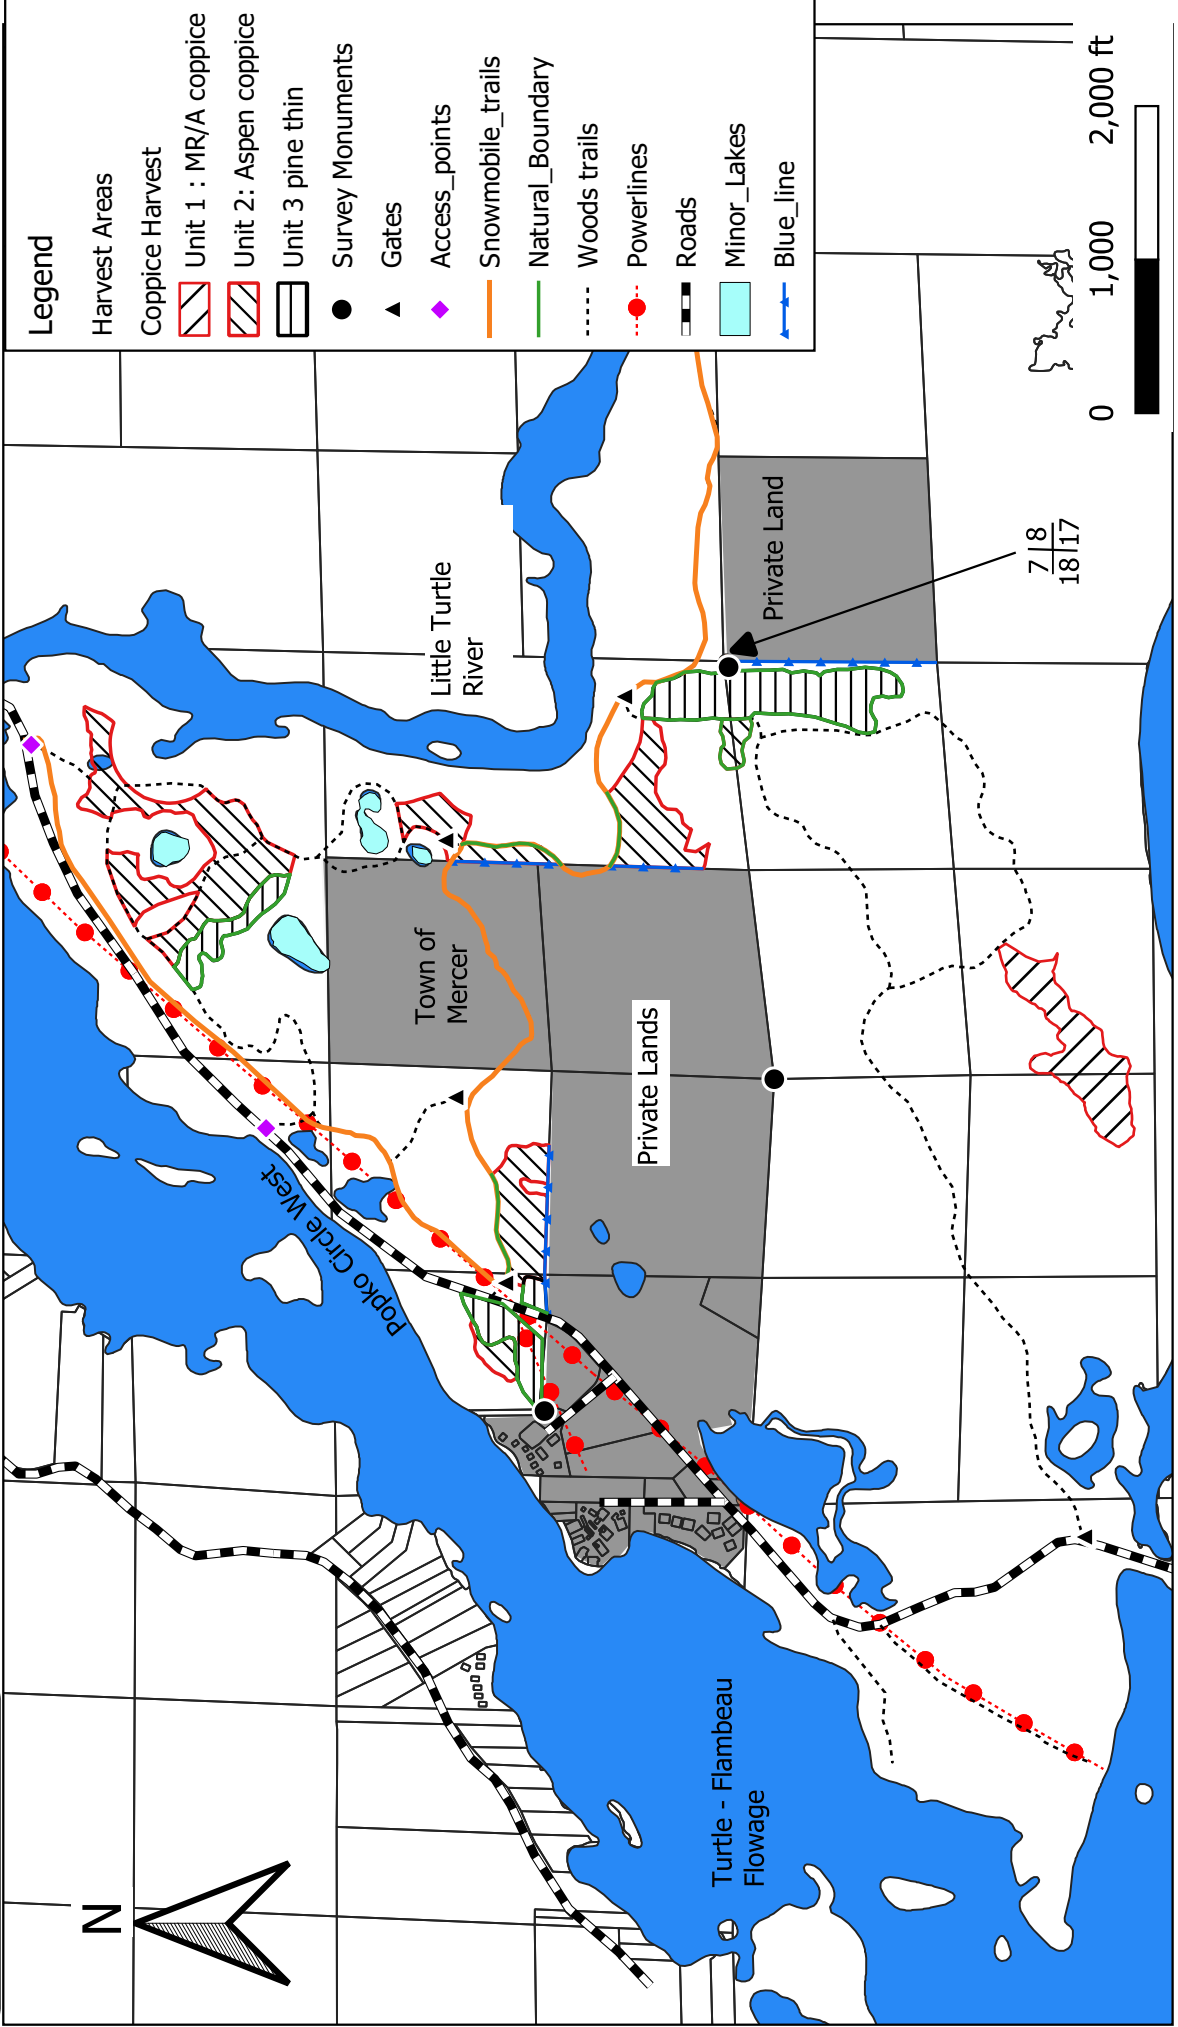 Legend
Harvest Areas
Coppice Harvest
Unit 1 : MR/A coppice
Unit 2: Aspen coppice
Unit 3 pine thin
Survey Monuments
Gates
Access_points
Snowmobile_trails
Natural_Boundary
Woods trails
Powerlines
Roads
Minor_Lakes
Blue_line
N
Popko Circle West
Little Turtle
River
Town of
Mercer
Private Lands
Private Land
7 8
18 17
Turtle - Flambeau
Flowage
0 1,000 2,000 ft